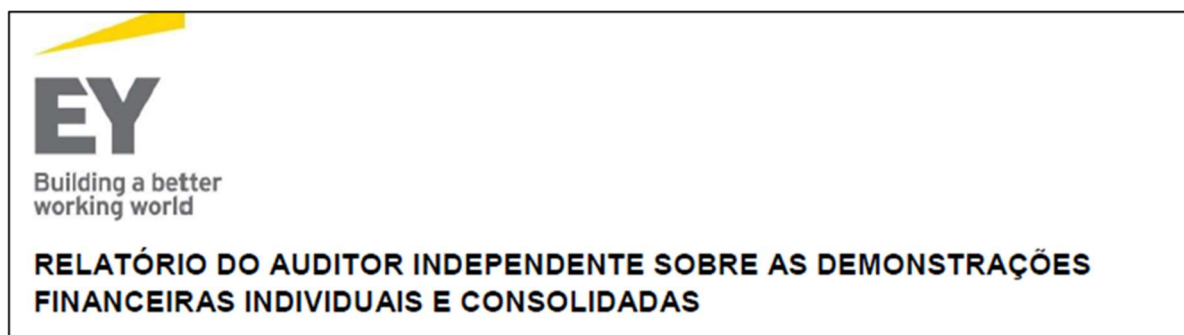 EY
Building a better
working world
RELATÓRIO DO AUDITOR INDEPENDENTE SOBRE AS DEMONSTRAÇÕES
FINANCEIRAS INDIVIDUAIS E CONSOLIDADAS